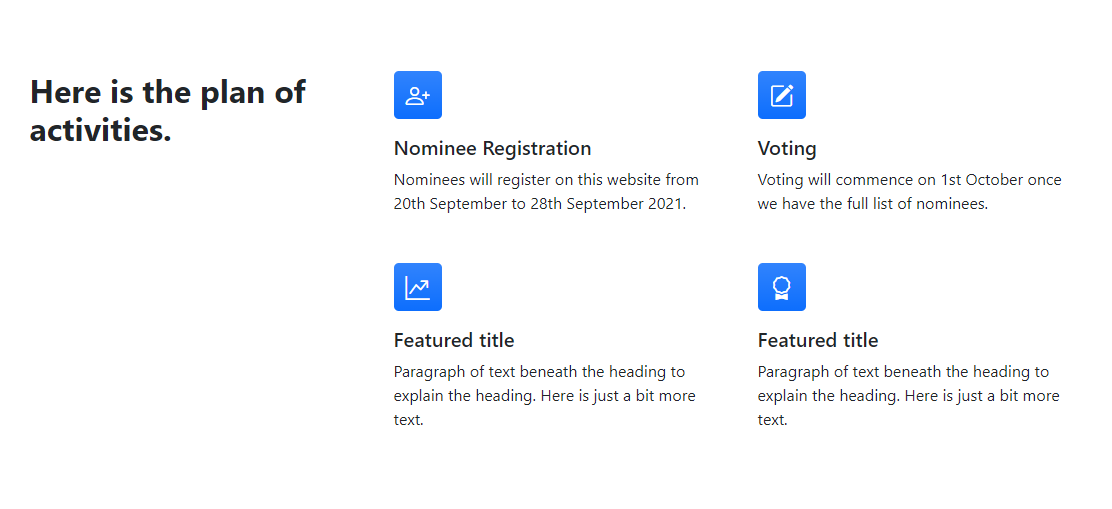 Here is the plan of
activities.
Nominee Registration
Nominees will register on this website from
20th September to 28th September 2021.
Voting
Voting will commence on 1st October once
we have the full list of nominees.
Featured title
Paragraph of text beneath the heading to
explain the heading. Here is just a bit more
text.
Featured title
Paragraph of text beneath the heading to
explain the heading. Here is just a bit more
text.